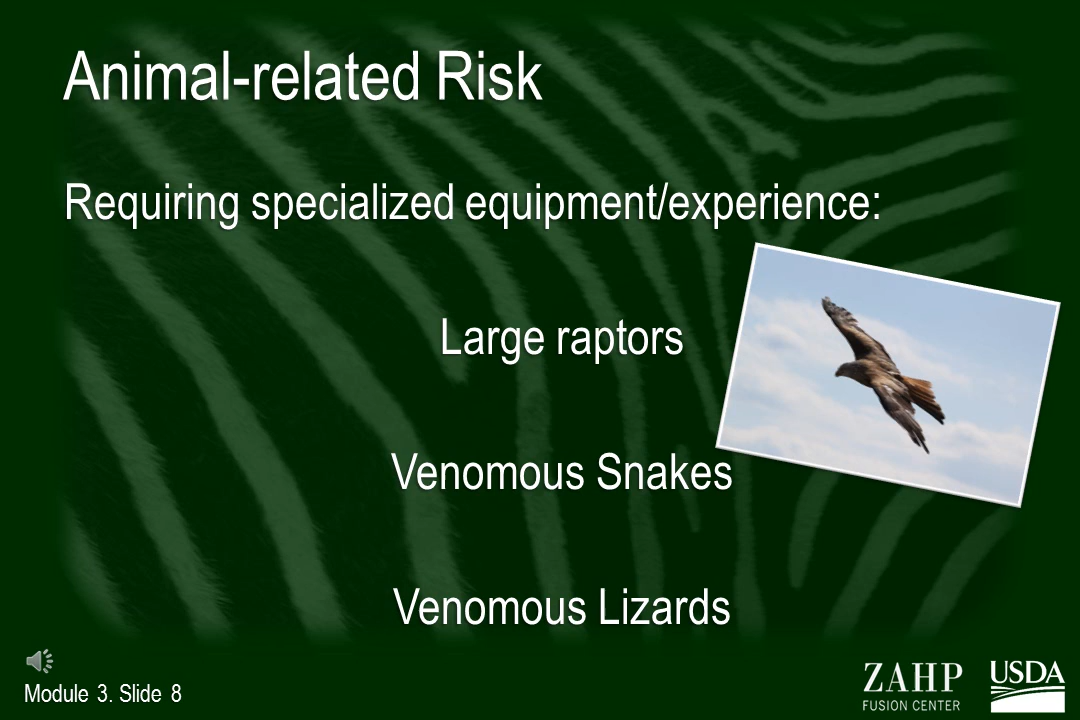 Animal-related Risk
Requiring specialized equipment/experience:
Large raptors
Venomous Snakes
Venomous Lizards
Module 3. Slide 8
ZAHP
FUSION CENTER
USDA